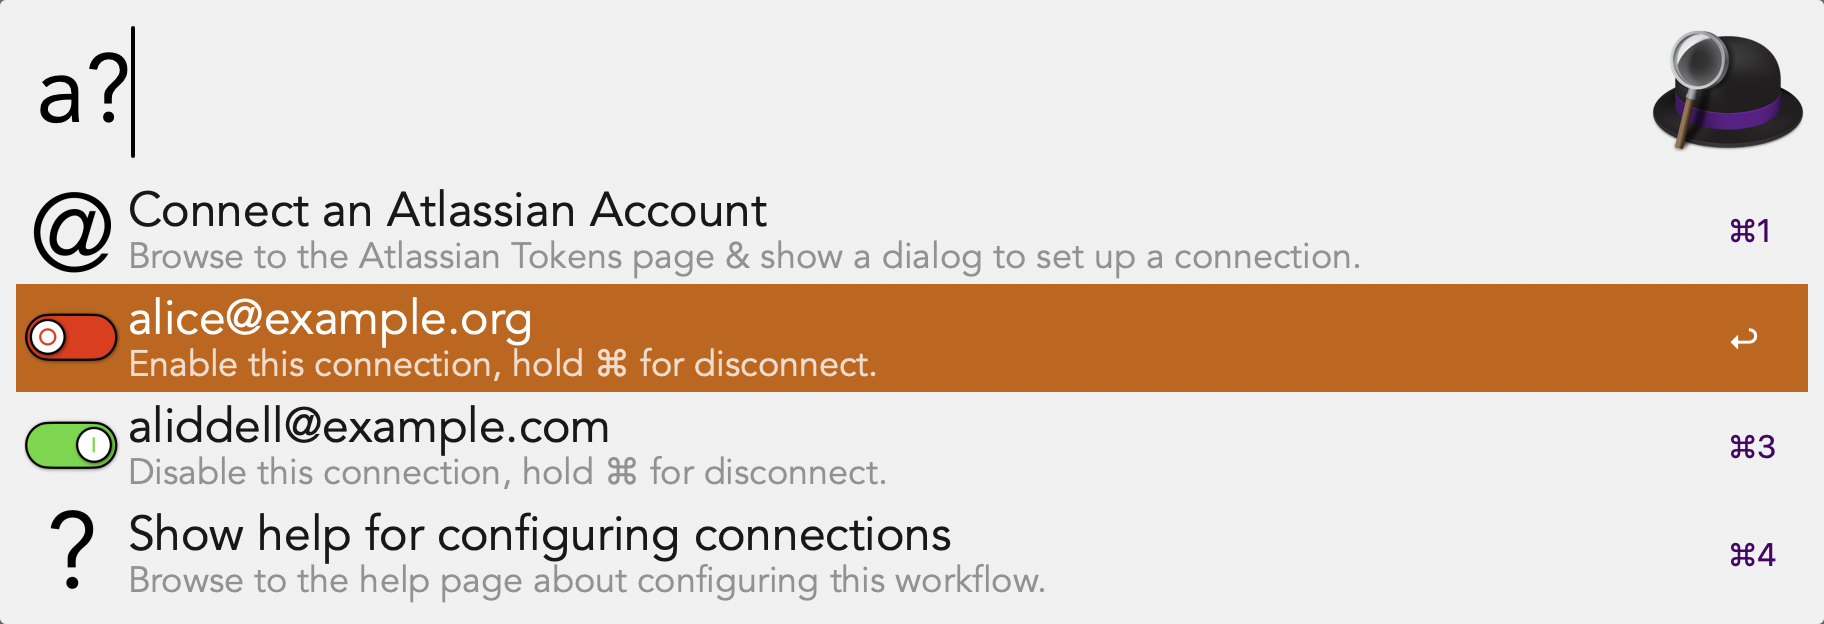 a?
@ Connect an Atlassian Account ⌘1
Browse to the Atlassian Tokens page & show a dialog to set up a connection.
alice@example.org ↩
Enable this connection, hold ⌘ for disconnect.
aliddell@example.com ⌘3
Disable this connection, hold ⌘ for disconnect.
? Show help for configuring connections ⌘4
Browse to the help page about configuring this workflow.